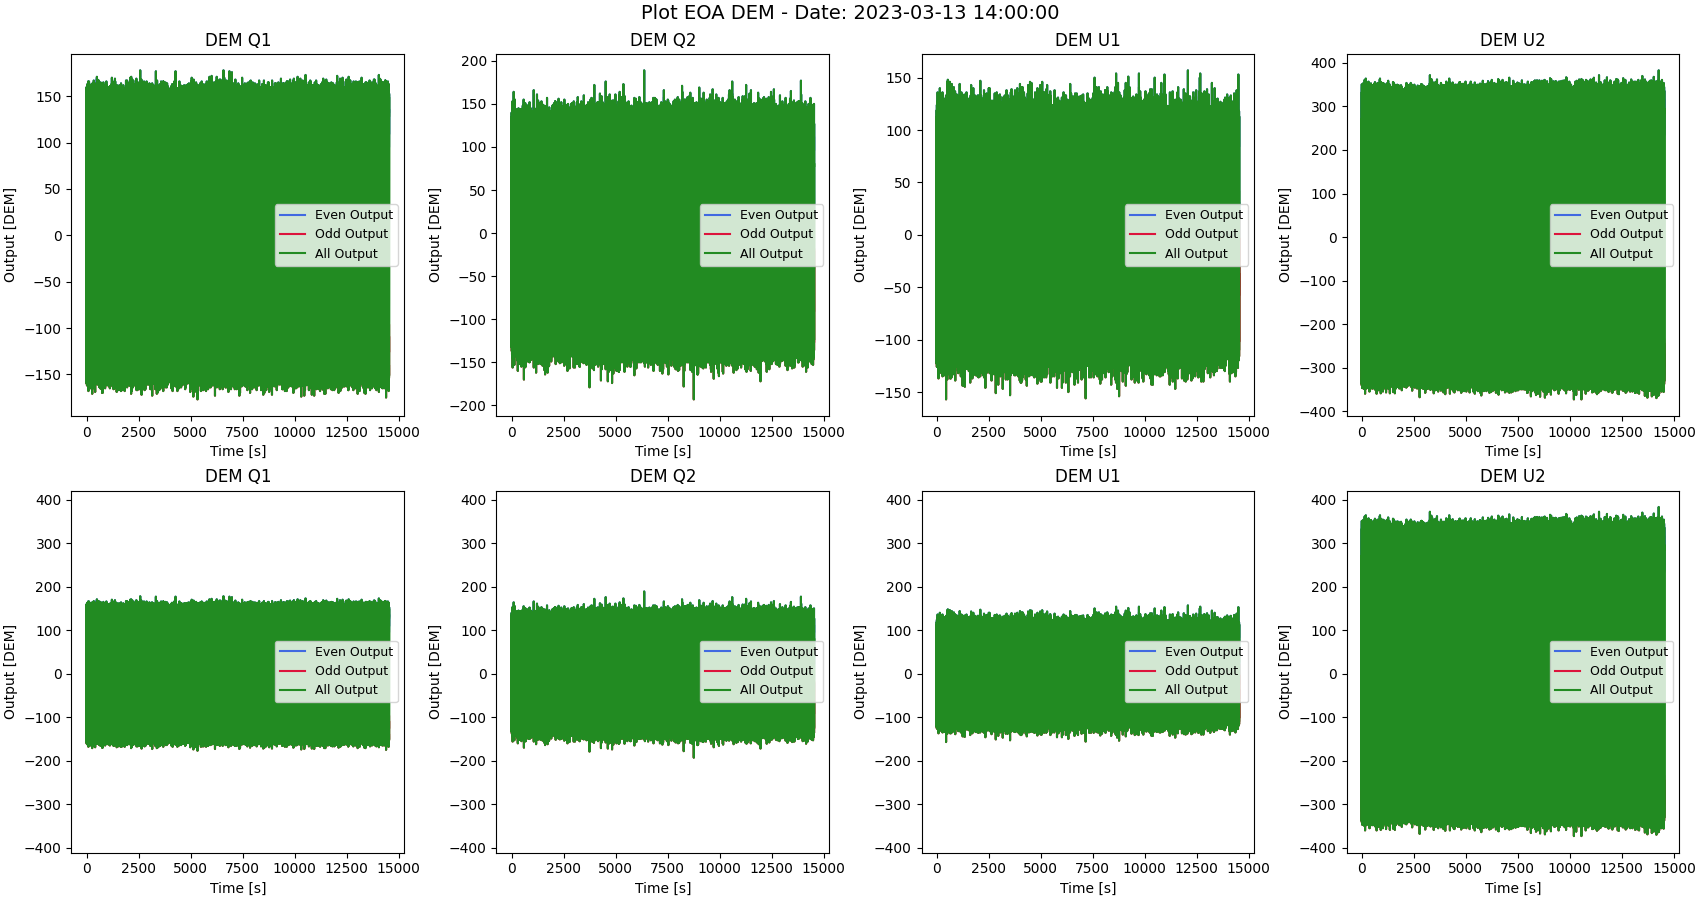 Plot EOA DEM - Date: 2023-03-13 14:00:00
DEM Q1
DEM Q2
DEM U1
DEM U2
Output [DEM]
150
100
50
0
−50
−100
−150
Even Output
Odd Output
All Output
0 2500 5000 7500 10000 12500 15000
Time [s]
Output [DEM]
200
150
100
50
0
−50
−100
−150
−200
Even Output
Odd Output
All Output
0 2500 5000 7500 10000 12500 15000
Time [s]
Output [DEM]
150
100
50
0
−50
−100
−150
Even Output
Odd Output
All Output
0 2500 5000 7500 10000 12500 15000
Time [s]
Output [DEM]
400
300
200
100
0
−100
−200
−300
−400
Even Output
Odd Output
All Output
0 2500 5000 7500 10000 12500 15000
Time [s]
DEM Q1
DEM Q2
DEM U1
DEM U2
Output [DEM]
400
300
200
100
0
−100
−200
−300
−400
Even Output
Odd Output
All Output
0 2500 5000 7500 10000 12500 15000
Time [s]
Output [DEM]
400
300
200
100
0
−100
−200
−300
−400
Even Output
Odd Output
All Output
0 2500 5000 7500 10000 12500 15000
Time [s]
Output [DEM]
400
300
200
100
0
−100
−200
−300
−400
Even Output
Odd Output
All Output
0 2500 5000 7500 10000 12500 15000
Time [s]
Output [DEM]
400
300
200
100
0
−100
−200
−300
−400
Even Output
Odd Output
All Output
0 2500 5000 7500 10000 12500 15000
Time [s]